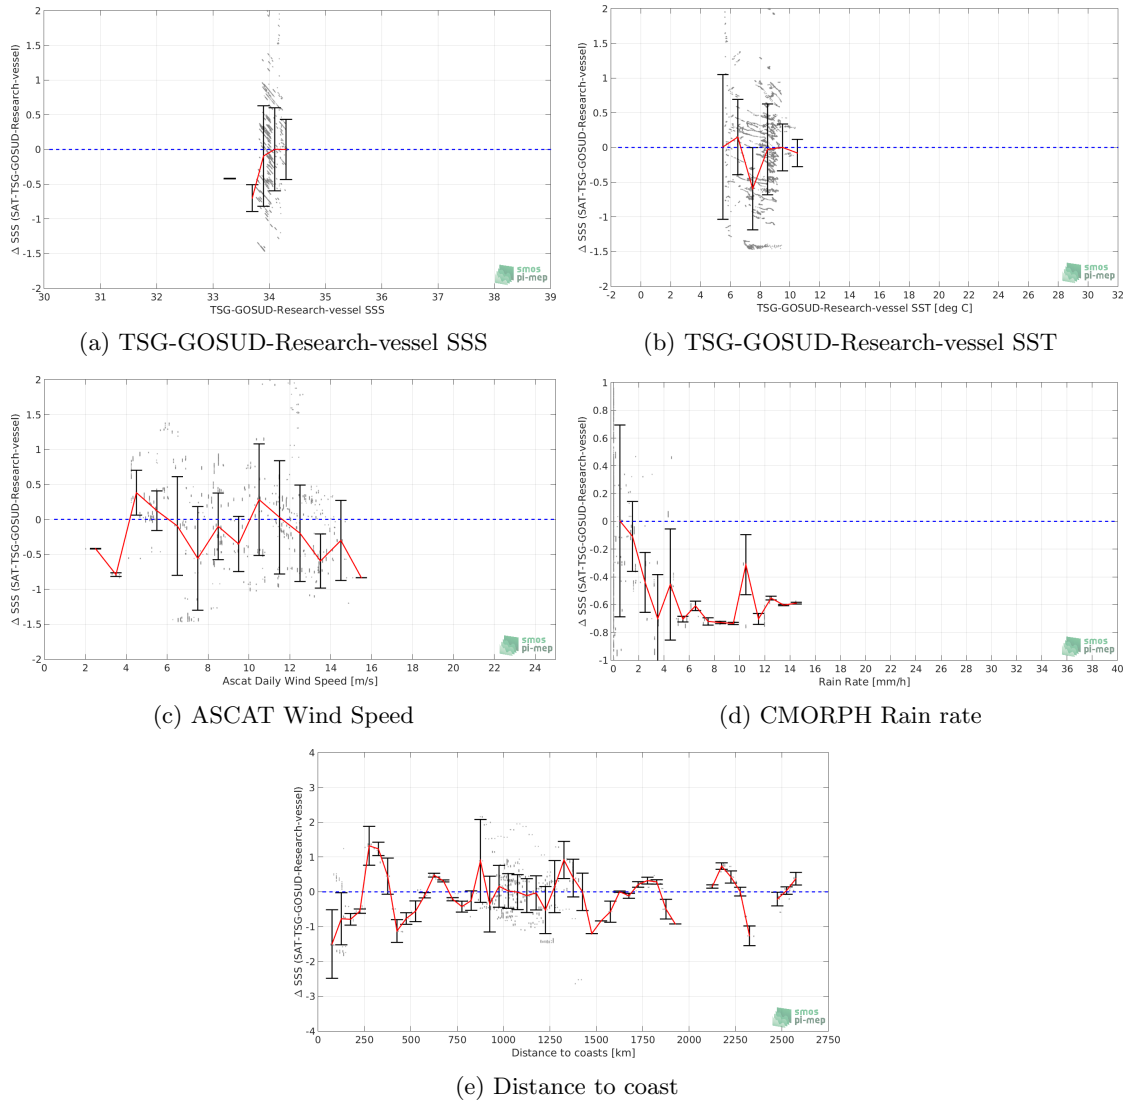 2
1.5
1
0.5
0
-0.5
-1
-1.5
-2
Δ SSS (SAT-TSG-GOSUD-Research-vessel)
30 31 32 33 34 35 36 37 38 39
TSG-GOSUD-Research-vessel SSS
smos
pi-mep
(a) TSG-GOSUD-Research-vessel SSS
2
1.5
1
0.5
0
-0.5
-1
-1.5
-2
Δ SSS (SAT-TSG-GOSUD-Research-vessel)
-2 0 2 4 6 8 10 12 14 16 18 20 22 24 26 28 30 32
TSG-GOSUD-Research-vessel SST [deg C]
smos
pi-mep
(b) TSG-GOSUD-Research-vessel SST
2
1.5
1
0.5
0
-0.5
-1
-1.5
-2
Δ SSS (SAT-TSG-GOSUD-Research-vessel)
0 2 4 6 8 10 12 14 16 18 20 22 24
Ascat Daily Wind Speed [m/s]
smos
pi-mep
(c) ASCAT Wind Speed
1
0.8
0.6
0.4
0.2
0
-0.2
-0.4
-0.6
-0.8
-1
Δ SSS (SAT-TSG-GOSUD-Research-vessel)
0 2 4 6 8 10 12 14 16 18 20 22 24 26 28 30 32 34 36 38 40
Rain Rate [mm/h]
smos
pi-mep
(d) CMORPH Rain rate
4
3
2
1
0
-1
-2
-3
-4
Δ SSS (SAT-TSG-GOSUD-Research-vessel)
0 250 500 750 1000 1250 1500 1750 2000 2250 2500 2750
Distance to coasts [km]
smos
pi-mep
(e) Distance to coast